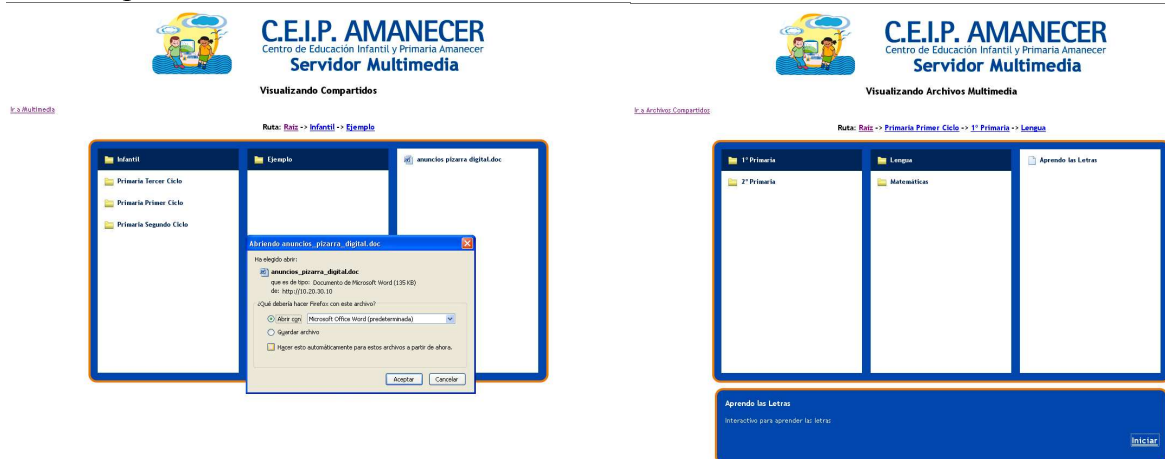 C.E.I.P. AMANECER
Centro de Educación Infantil y Primaria Amanecer
Servidor Multimedia
Visualizando Compartidos
Ir a Multimedia
Ruta: Raíz -> Infantil -> Ejemplo
Infantil
Primaria Tercer Ciclo
Primaria Primer Ciclo
Primaria Segundo Ciclo
Ejemplo
anuncios pizarra digital.doc
Abriendo anuncios_pizarra_digital.doc
Ha elegido abrir:
anuncios_pizarra_digital.doc
que es de tipo: Documento de Microsoft Word (135 KB)
de: http://10.20.30.10
¿Qué debería hacer Firefox con este archivo?
Abrir con Microsoft Office Word (predeterminada)
Guardar archivo
Hacer esto automáticamente para estos archivos a partir de ahora.
Aceptar Cancelar
C.E.I.P. AMANECER
Centro de Educación Infantil y Primaria Amanecer
Servidor Multimedia
Visualizando Archivos Multimedia
Ir a Archivos Compartidos
Ruta: Raíz -> Primaria Primer Ciclo -> 1º Primaria -> Lengua
1º Primaria
2º Primaria
Lengua
Matemáticas
Aprendo las Letras
Aprendo las Letras
Interactivo para aprender las letras
Iniciar